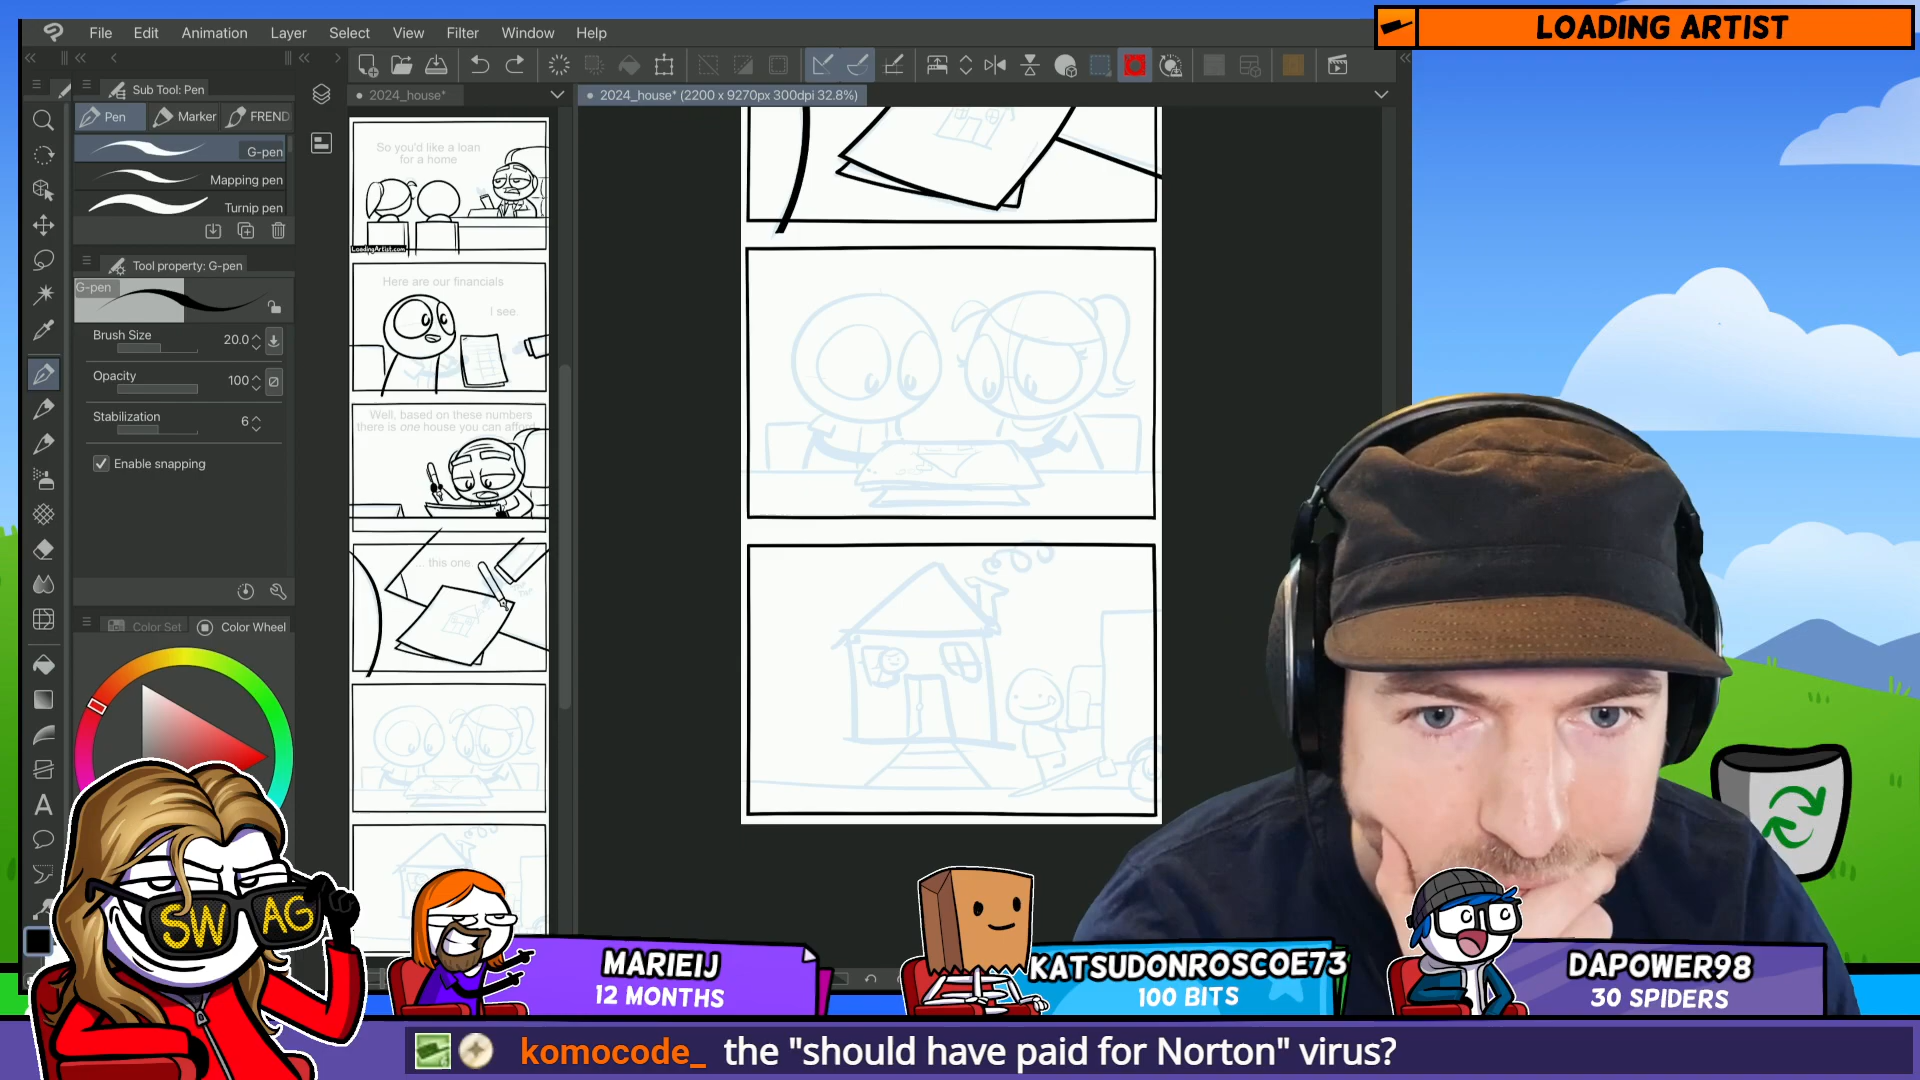 LOADING ARTIST
File Edit Animation Layer Select View Filter Window Help
Sub Tool: Pen
2024_house*
2024_house* (2200 x 9270px 300dpi 32.8%)
Pen Marker FREND
G-pen
Mapping pen
Turnip pen
Tool property: G-pen
G-pen
Brush Size 20.0
Opacity 100
Stabilization 6
Enable snapping
Color Set Color Wheel
So you'd like a loan
for a home
LoadingArtist.com
Here are our financials
I see.
Well, based on these numbers
there is one house you can afford
... this one.
SWAG
MARIEIJ
12 MONTHS
KATSUDONROSCOE73
100 BITS
DAPOWER98
30 SPIDERS
komocode_ the "should have paid for Norton" virus?